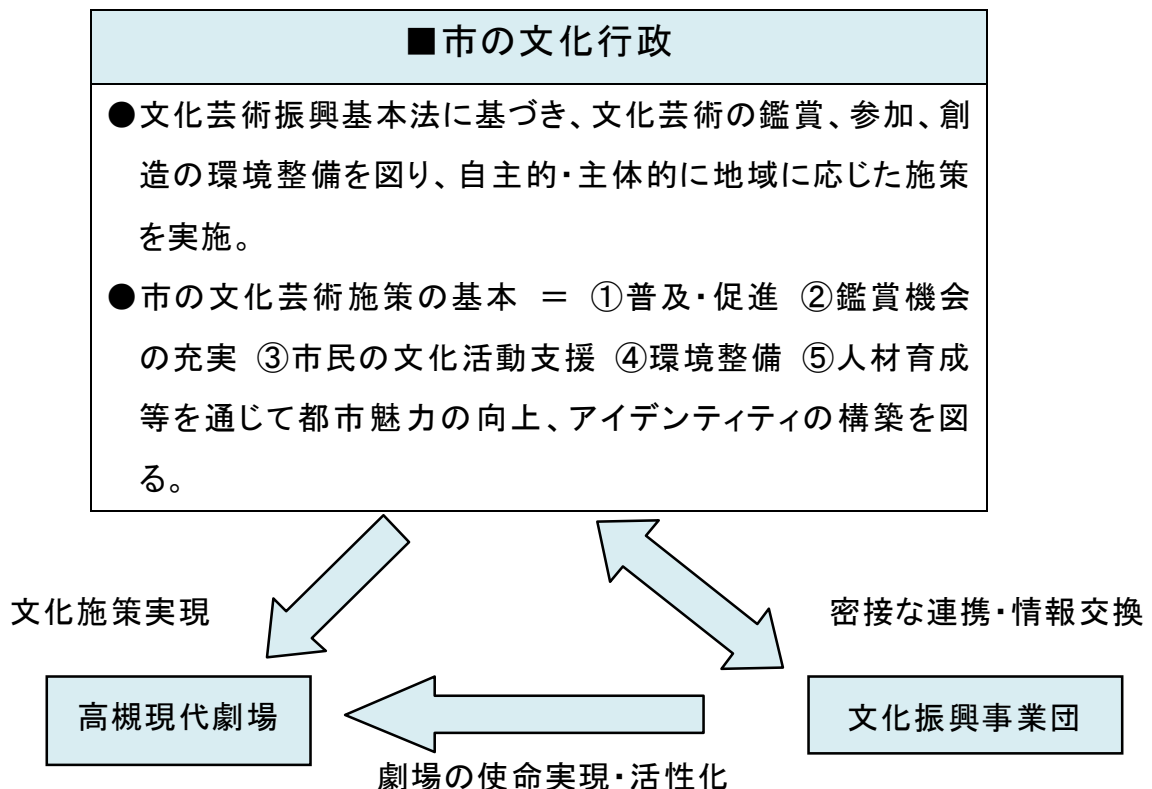 ■市の文化行政
●文化芸術振興基本法に基づき、文化芸術の鑑賞、参加、創
造の環境整備を図り、自主的・主体的に地域に応じた施策
を実施。
●市の文化芸術施策の基本 ＝ ①普及・促進 ②鑑賞機会
の充実 ③市民の文化活動支援 ④環境整備 ⑤人材育成
等を通じて都市魅力の向上、アイデンティティの構築を図
る。
文化施策実現
密接な連携・情報交換
高槻現代劇場
文化振興事業団
劇場の使命実現・活性化